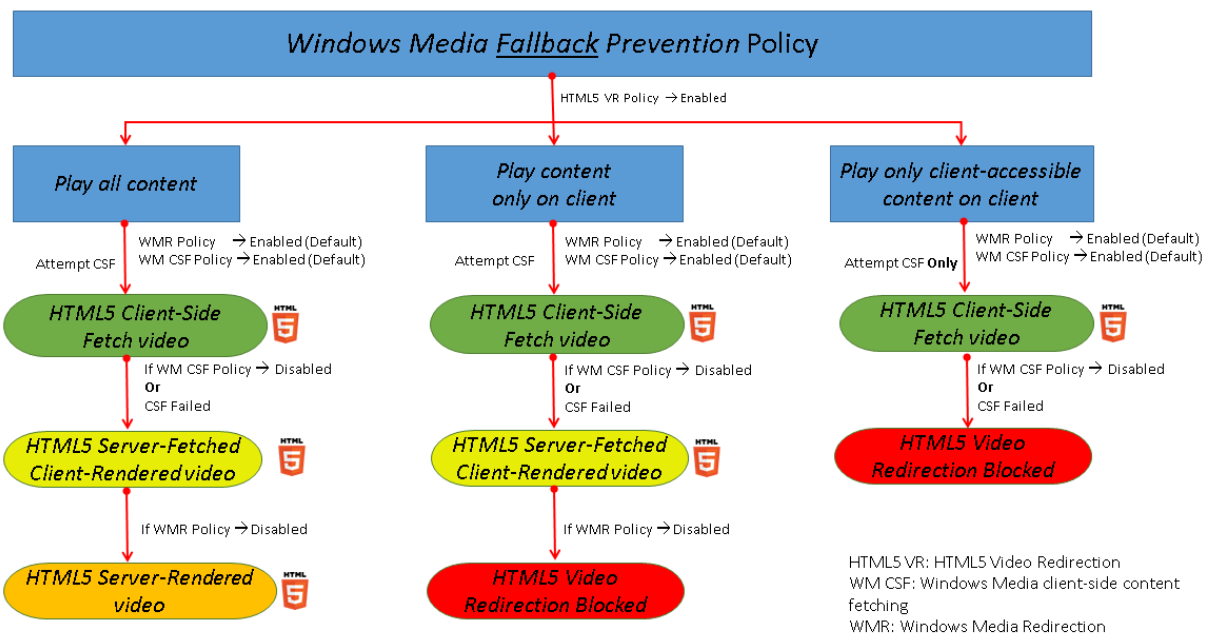 Windows Media Fallback Prevention Policy
HTML5 VR Policy → Enabled
Play all content
WMR Policy → Enabled (Default)
WM CSF Policy → Enabled (Default)
Attempt CSF
HTML5 Client-Side
Fetch video
HTML
5
If WM CSF Policy → Disabled
Or
CSF Failed
HTML5 Server-Fetched
Client-Rendered video
HTML
5
If WMR Policy → Disabled
HTML5 Server-Rendered
video
HTML
5
Play content
only on client
WMR Policy → Enabled (Default)
WM CSF Policy → Enabled (Default)
Attempt CSF
HTML5 Client-Side
Fetch video
HTML
5
If WM CSF Policy → Disabled
Or
CSF Failed
HTML5 Server-Fetched
Client-Rendered video
HTML
5
If WMR Policy → Disabled
HTML5 Video
Redirection Blocked
Play only client-accessible
content on client
WMR Policy → Enabled (Default)
WM CSF Policy → Enabled (Default)
Attempt CSF Only
HTML5 Client-Side
Fetch video
HTML
5
If WM CSF Policy → Disabled
Or
CSF Failed
HTML5 Video
Redirection Blocked
HTML5 VR: HTML5 Video Redirection
WM CSF: Windows Media client-side content
fetching
WMR: Windows Media Redirection